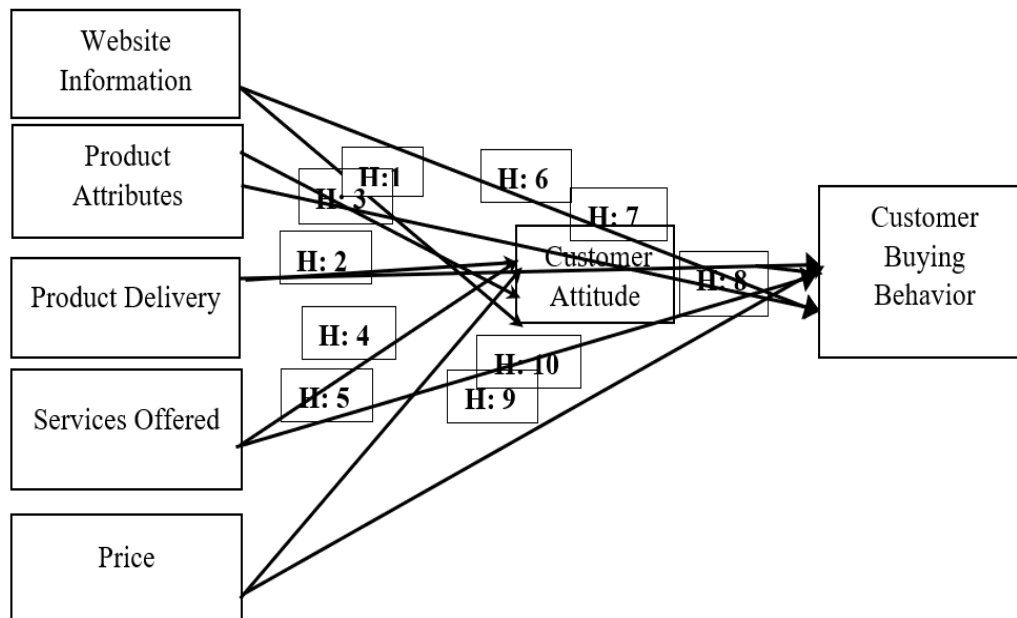 Website
Information
Product
Attributes
Product Delivery
Services Offered
Price
H:1
H: 3
H: 2
H: 4
H: 5
H: 6
H: 7
Customer
Attitude
H: 8
H: 10
H: 9
Customer
Buying
Behavior